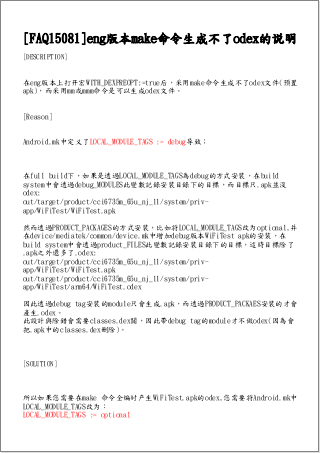 [FAQ15081]eng版本make命令生成不了odex的说明
[DESCRIPTION]
在eng版本上打开宏WITH_DEXPREOPT:=true后，采用make命令生成不了odex文件(预置
apk)，而采用mm或mmm命令是可以生成odex文件。
[Reason]
Android.mk中定义了LOCAL_MODULE_TAGS := debug导致；
在full build下，如果是透過LOCAL_MODULE_TAGS為debug的方式安裝，在build
system中會透過debug_MODULES此變數記錄安裝目錄下的目標，而目標只.apk並沒
odex:
out/target/product/cci6735m_65u_nj_11/system/priv-
app/WiFiTest/WiFiTest.apk
然而透過PRODUCT_PACKAGES的方式安裝，比如将LOCAL_MODULE_TAGS改为optional,并
在device/mediatek/common/device.mk中增加debug版本WiFiTest apk的安装，在
build system中會透過product_FILES此變數記錄安裝目錄下的目標，這時目標除了
.apk之外還多了.odex:
out/target/product/cci6735m_65u_nj_11/system/priv-
app/WiFiTest/WiFiTest.apk
out/target/product/cci6735m_65u_nj_11/system/priv-
app/WiFiTest/arm64/WiFiTest.odex
因此透過debug tag安裝的module只會生成.apk，而透過PRODUCT_PACKAES安裝的才會
產生.odex。
此設計與除錯會需要classes.dex關，因此帶debug tag的module才不做odex(因為會
把.apk中的classes.dex刪除)。
[SOLUTION]
所以如果您需要在make 命令全编时产生WiFiTest.apk的odex,您需要将Android.mk中
LOCAL_MODULE_TAGS改为：
LOCAL_MODULE_TAGS := optional